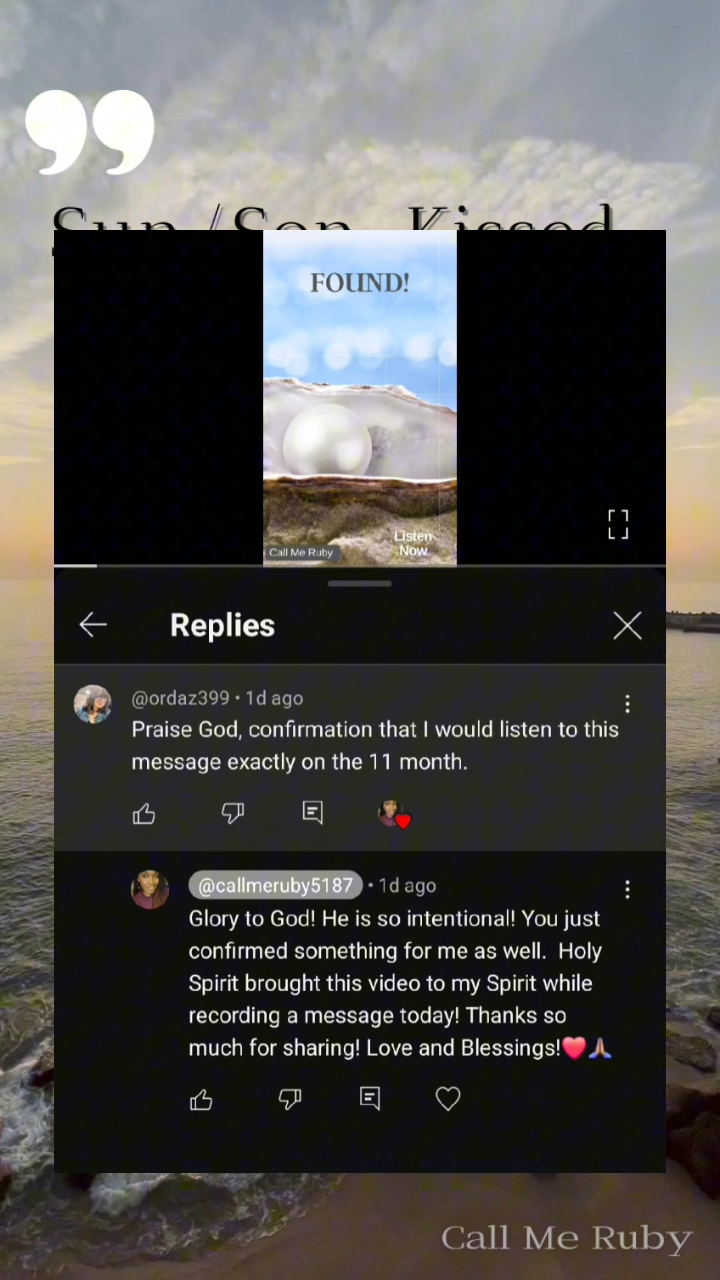 ”
Sun/Son - Kissed
FOUND!
Listen
Now
Call Me Ruby
Replies
@ordaz399 • 1d ago
Praise God, confirmation that I would listen to this
message exactly on the 11 month.
@callmeruby5187 • 1d ago
Glory to God! He is so intentional! You just
confirmed something for me as well.  Holy
Spirit brought this video to my Spirit while
recording a message today! Thanks so
much for sharing! Love and Blessings!❤️🙏🏽
Call Me Ruby